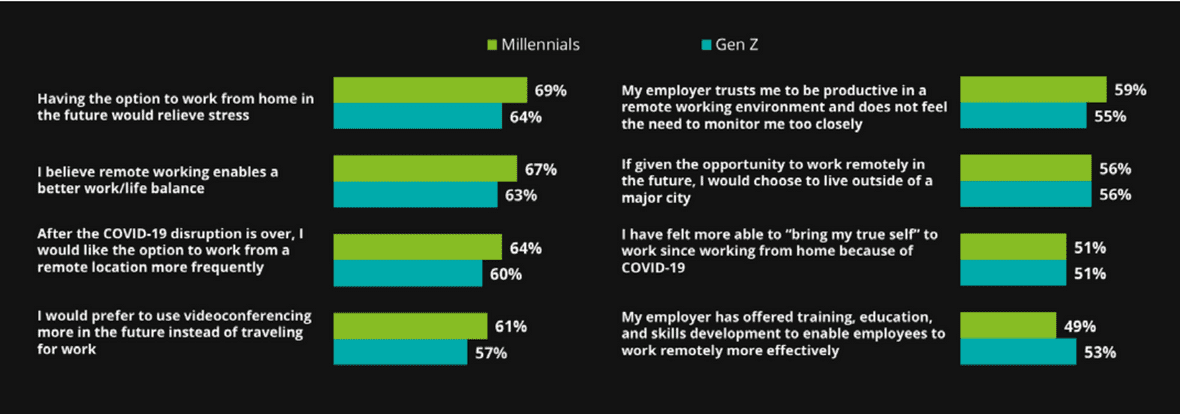 Millennials
Gen Z
Having the option to work from home in
the future would relieve stress
69%
64%
I believe remote working enables a
better work/life balance
67%
63%
After the COVID-19 disruption is over, I
would like the option to work from a
remote location more frequently
64%
60%
I would prefer to use videoconferencing
more in the future instead of traveling
for work
61%
57%
My employer trusts me to be productive in a
remote working environment and does not feel
the need to monitor me too closely
59%
55%
If given the opportunity to work remotely in
the future, I would choose to live outside of a
major city
56%
56%
I have felt more able to “bring my true self” to
work since working from home because of
COVID-19
51%
51%
My employer has offered training, education,
and skills development to enable employees to
work remotely more effectively
49%
53%